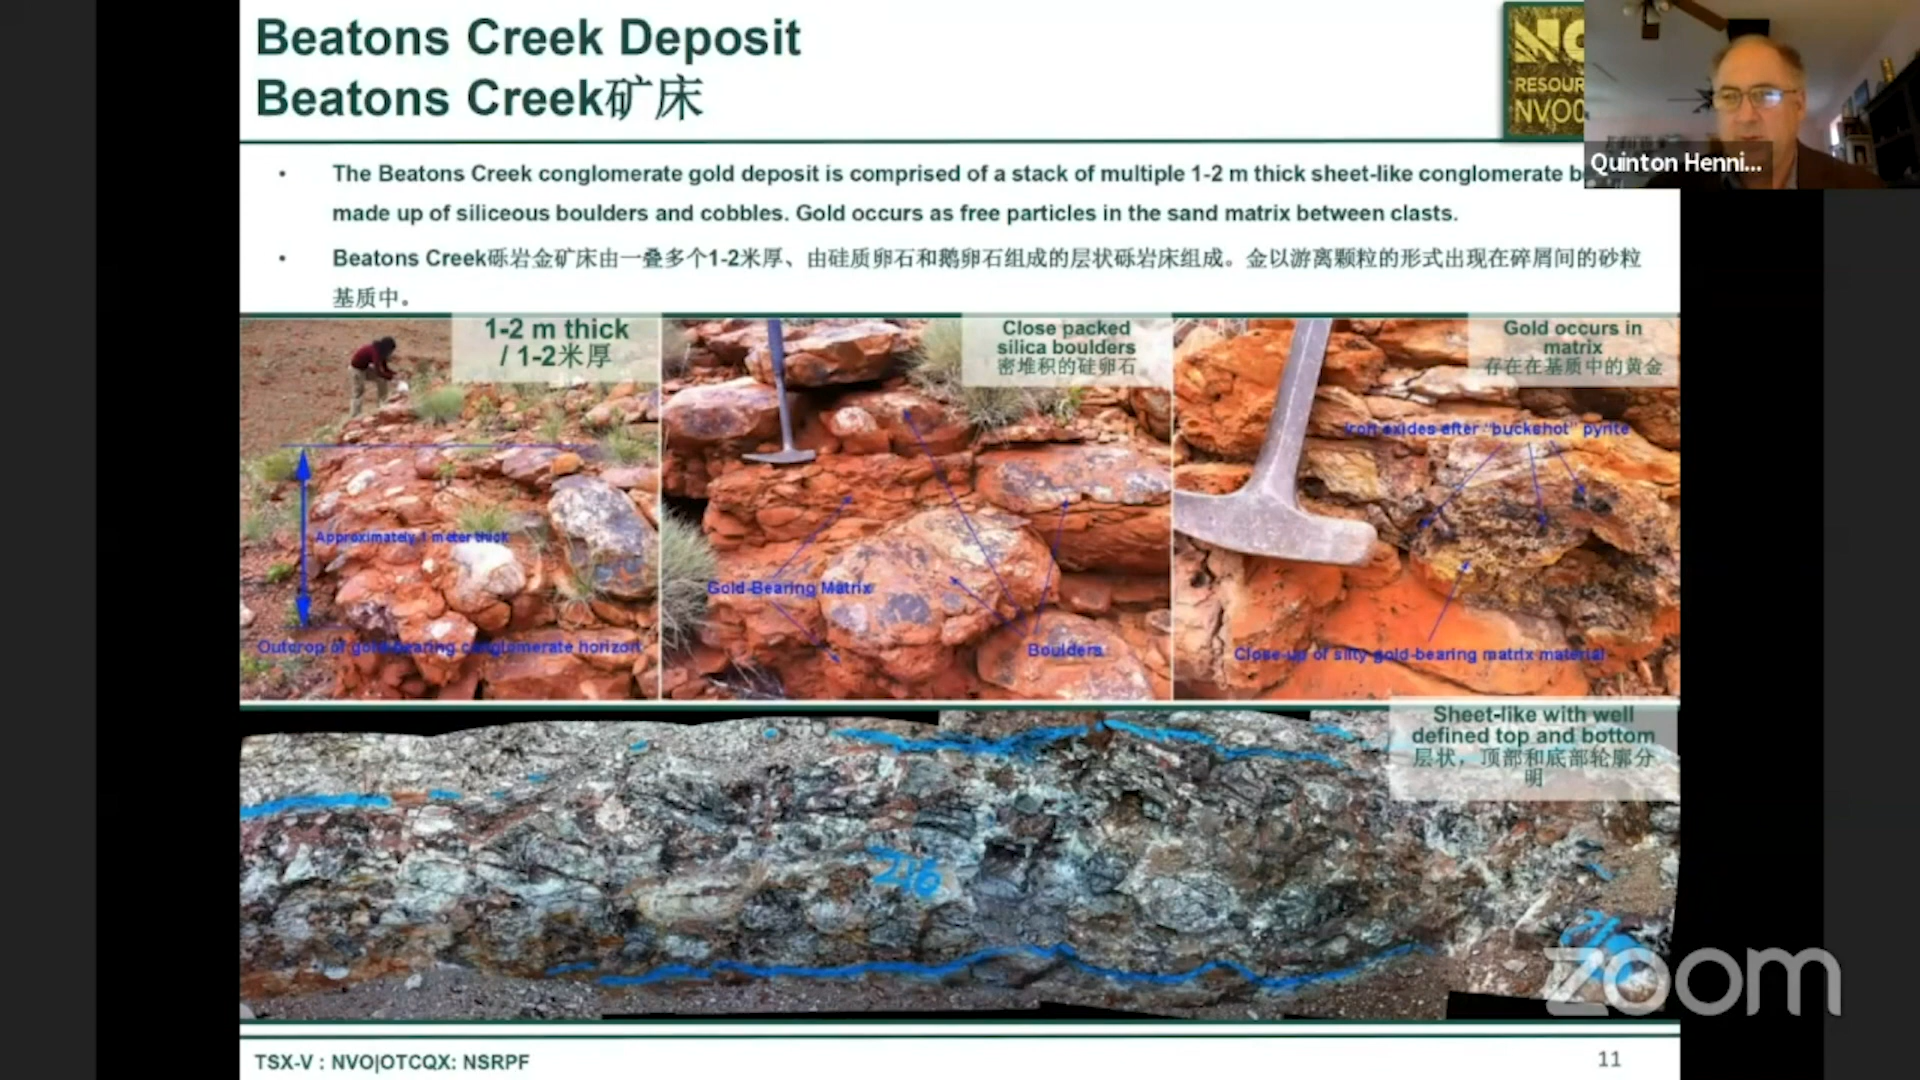 Beatons Creek Deposit
Beatons Creek矿床
RESOUR
NVO
Quinton Henni...
• The Beatons Creek conglomerate gold deposit is comprised of a stack of multiple 1-2 m thick sheet-like conglomerate
made up of siliceous boulders and cobbles. Gold occurs as free particles in the sand matrix between clasts.
• Beatons Creek砾岩金矿床由一叠多个1-2米厚、由硅质卵石和鹅卵石组成的层状砾岩床组成。金以游离颗粒的形式出现在碎屑间的砂粒
基质中。
1-2 m thick
/ 1-2米厚
Approximately 1 meter thick
Outcrop of gold-bearing conglomerate horizon
Close packed
silica boulders
密堆积的硅卵石
Gold-Bearing Matrix
Boulders
Gold occurs in
matrix
存在在基质中的黄金
Iron oxides after "buckshot" pyrite
Close-up of silty gold-bearing matrix material
Sheet-like with well
defined top and bottom
层状，顶部和底部轮廓分
明
216
zoom
TSX-V : NVO|OTCQX: NSRPF
11